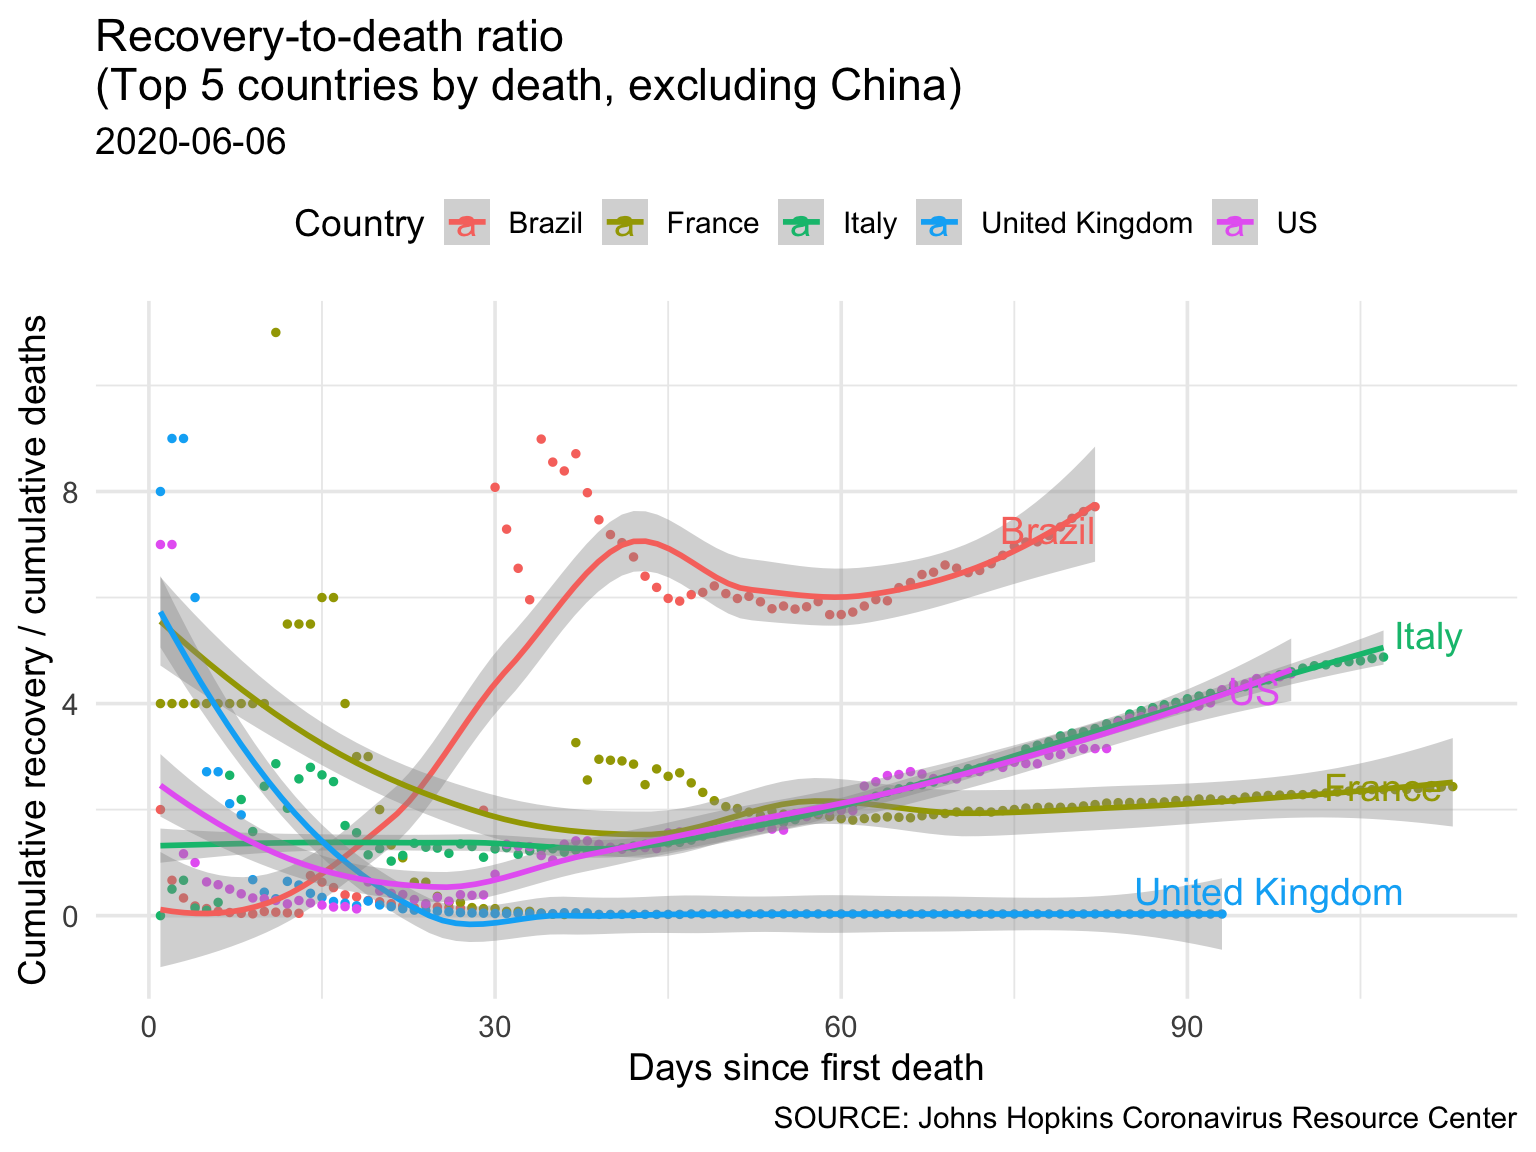 Recovery-to-death ratio
(Top 5 countries by death, excluding China)
2020-06-06
Country a Brazil a France a Italy a United Kingdom a US
Cumulative recovery / cumulative deaths
8
4
0
Brazil
Italy
US
France
United Kingdom
0 30 60 90
Days since first death
SOURCE: Johns Hopkins Coronavirus Resource Center